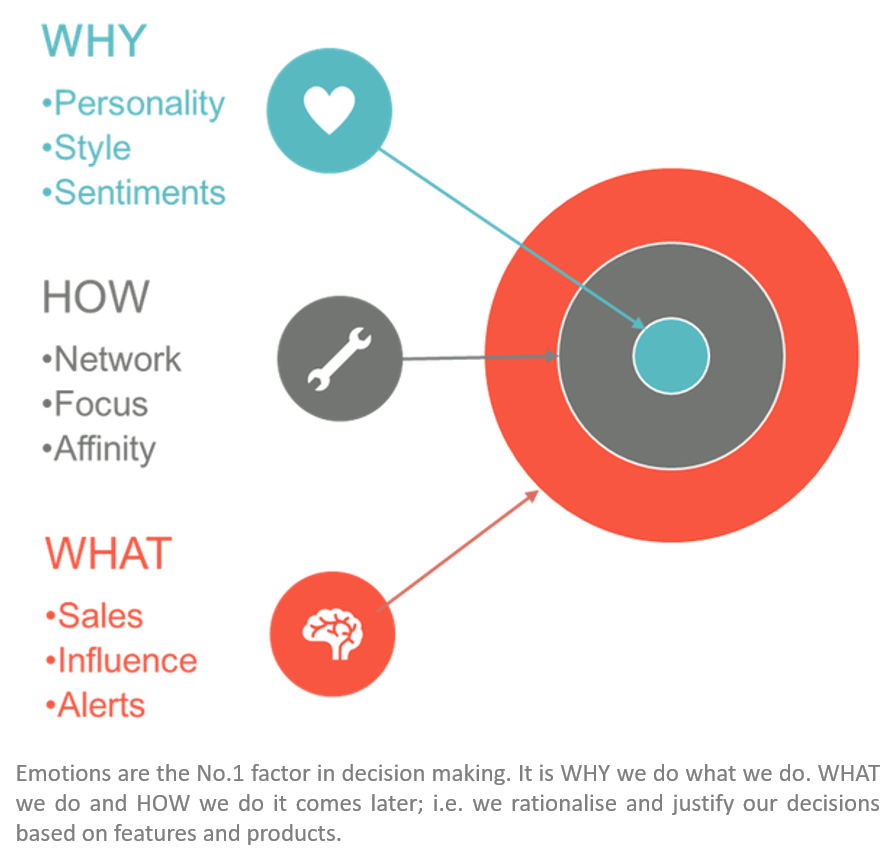 WHY
•Personality
•Style
•Sentiments
HOW
•Network
•Focus
•Affinity
WHAT
•Sales
•Influence
•Alerts
Emotions are the No.1 factor in decision making. It is WHY we do what we do. WHAT
we do and HOW we do it comes later; i.e. we rationalise and justify our decisions
based on features and products.